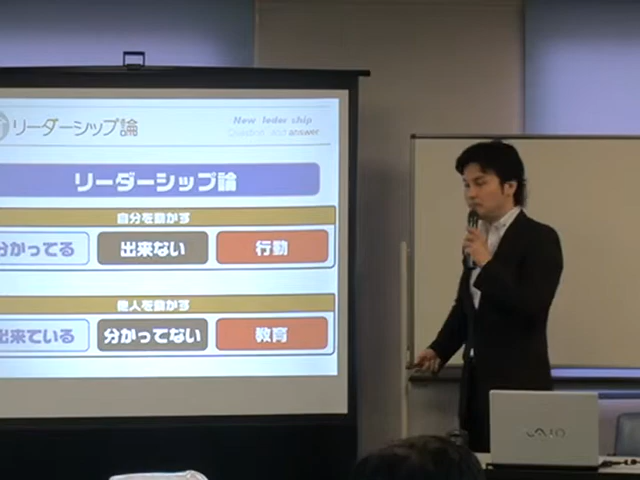 リーダーシップ論
New leder ship
Question and answer
リーダーシップ論
自分を動かす
分かってる
出来ない
行動
他人を動かす
出来ている
分かってない
教育
VAIO